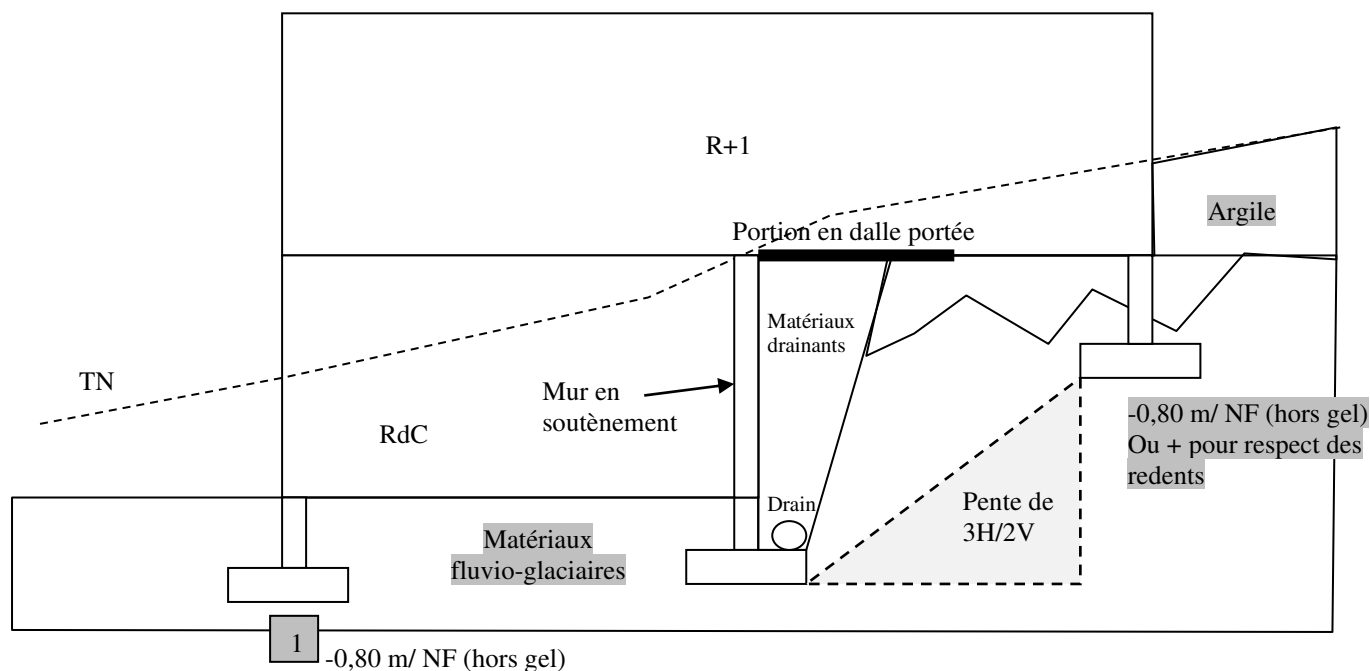 R+1
Argile
Portion en dalle portée
Matériaux
drainants
TN
Mur en
soutènement
RdC
-0,80 m/ NF (hors gel)
Ou + pour respect des
redents
Drain
Pente de
3H/2V
Matériaux
fluvio-glaciaires
1
-0,80 m/ NF (hors gel)